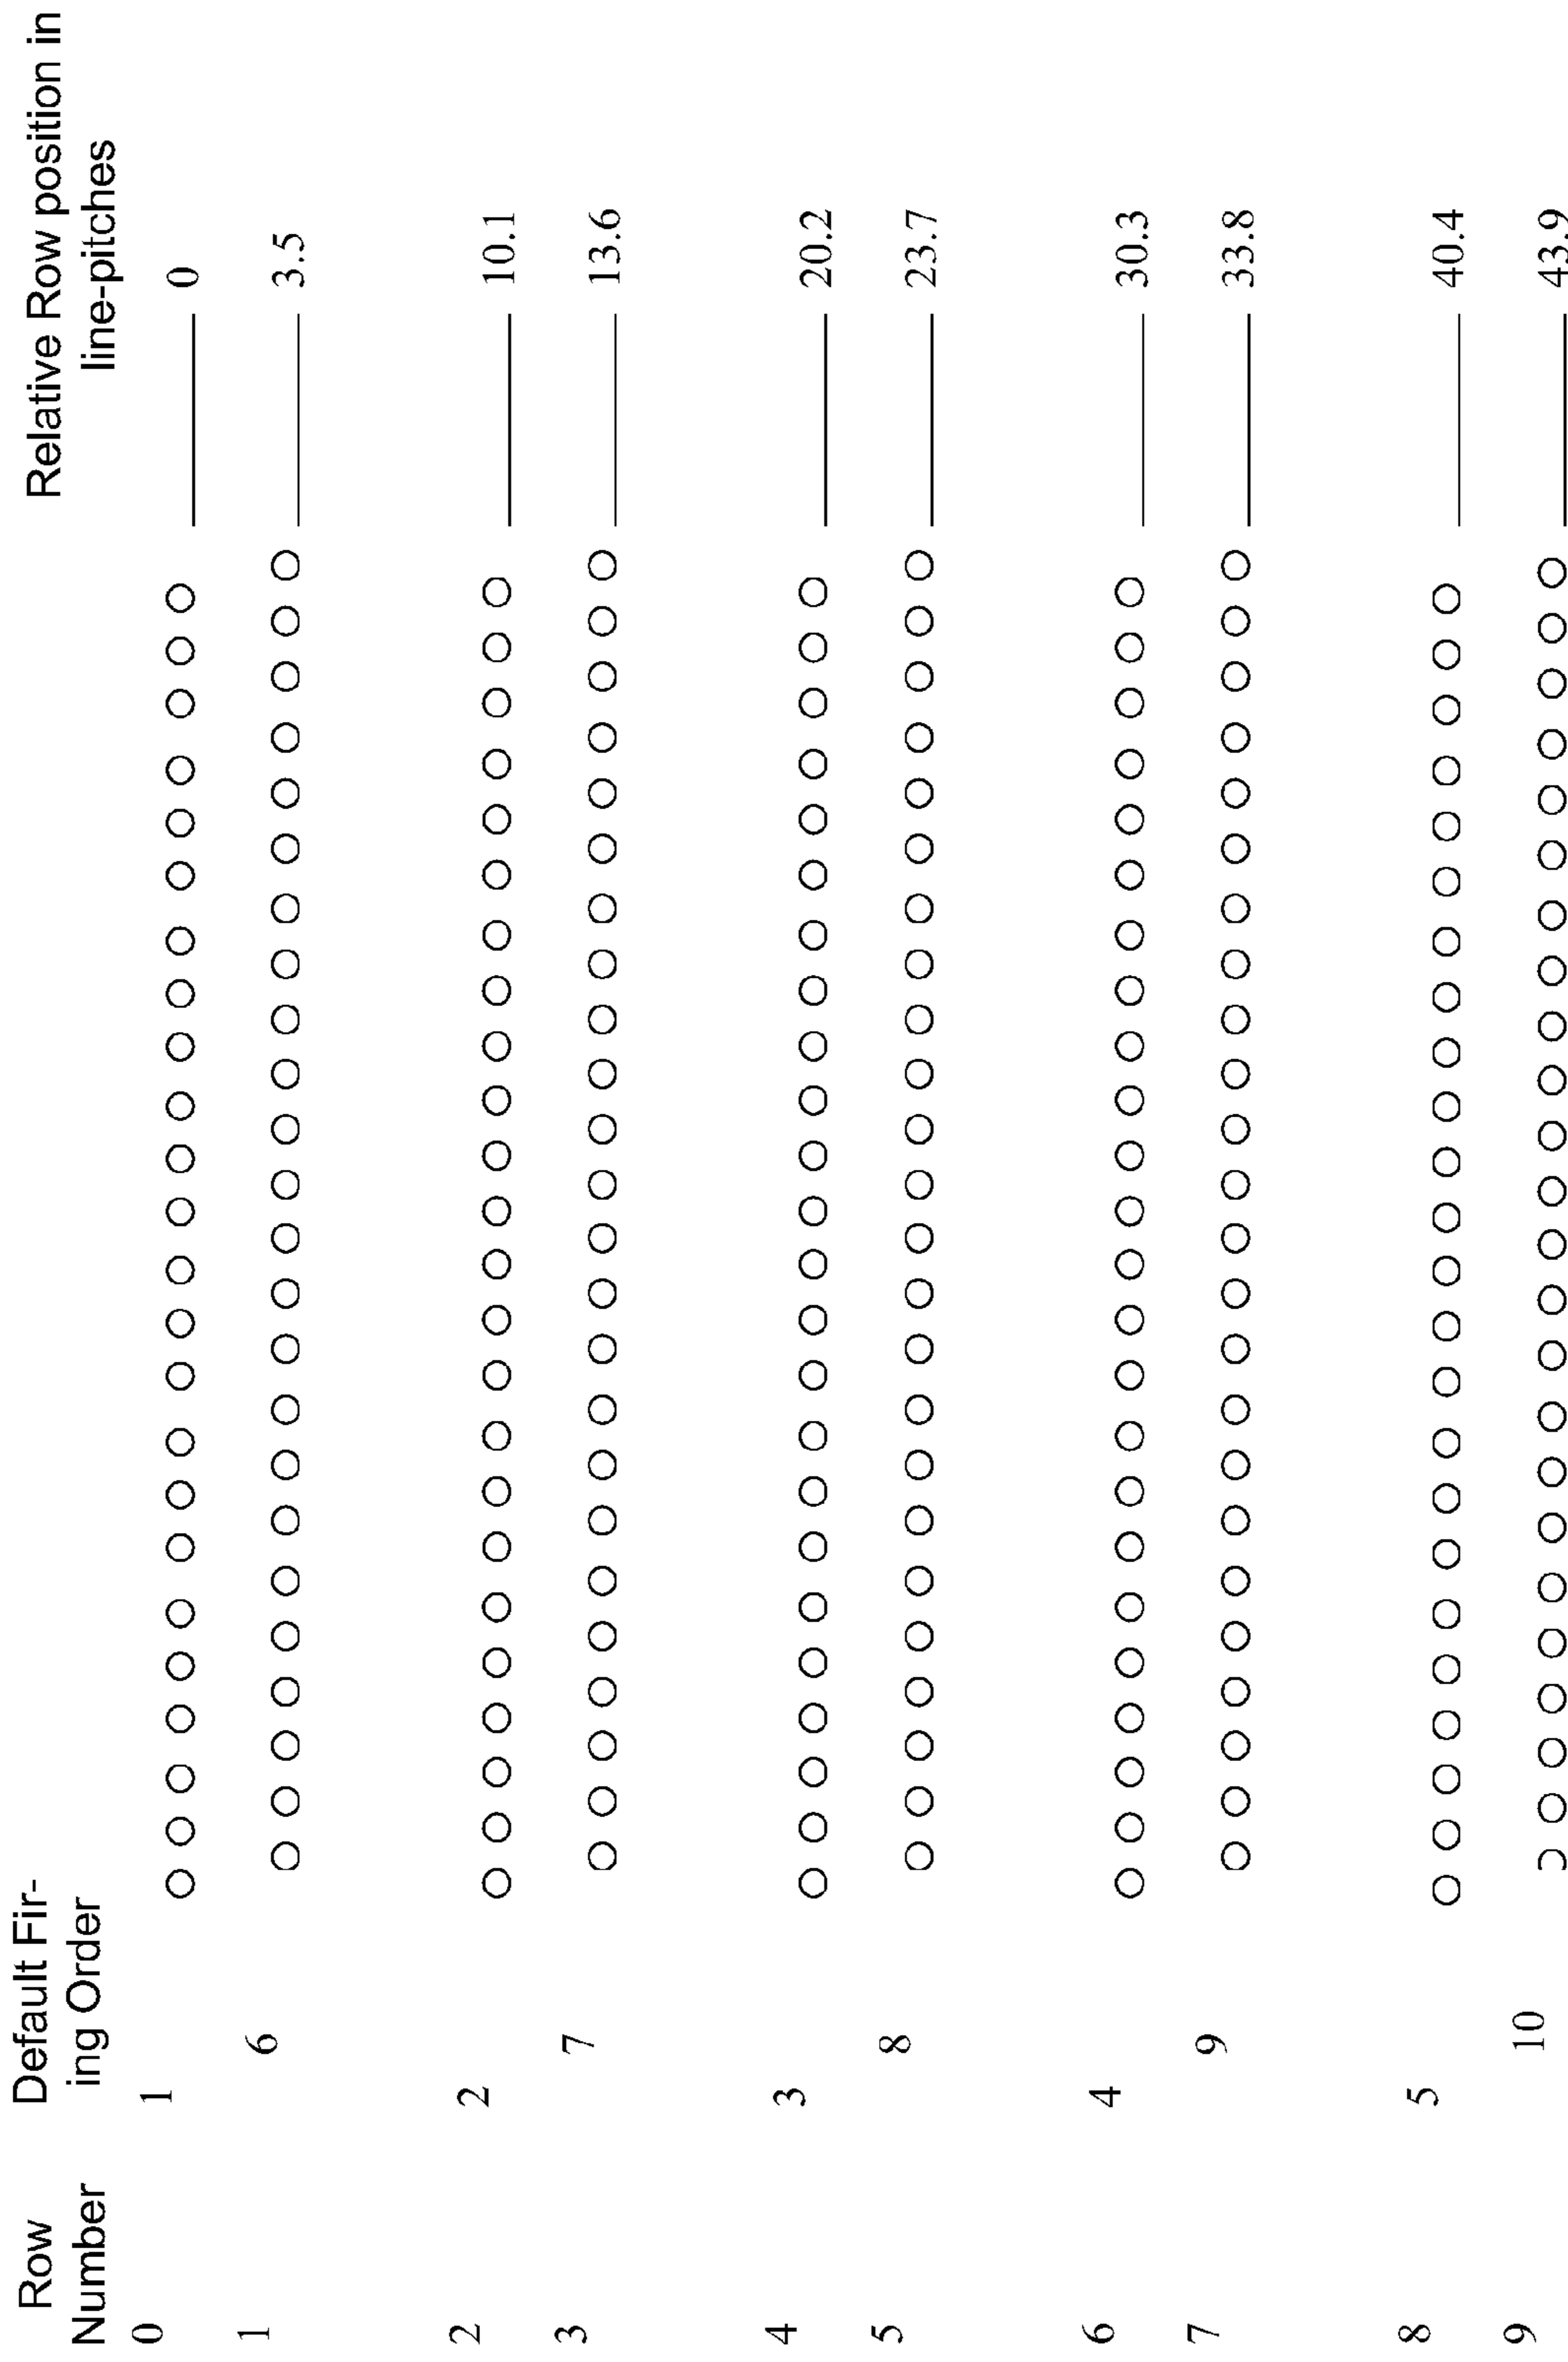 Row
Number
Default Fir-
ing Order
Relative Row position in
line-pitches
0 1 0
1 6 3.5
2 2 10.1
3 7 13.6
4 3 20.2
5 8 23.7
6 4 30.3
7 9 33.8
8 5 40.4
9 10 43.9